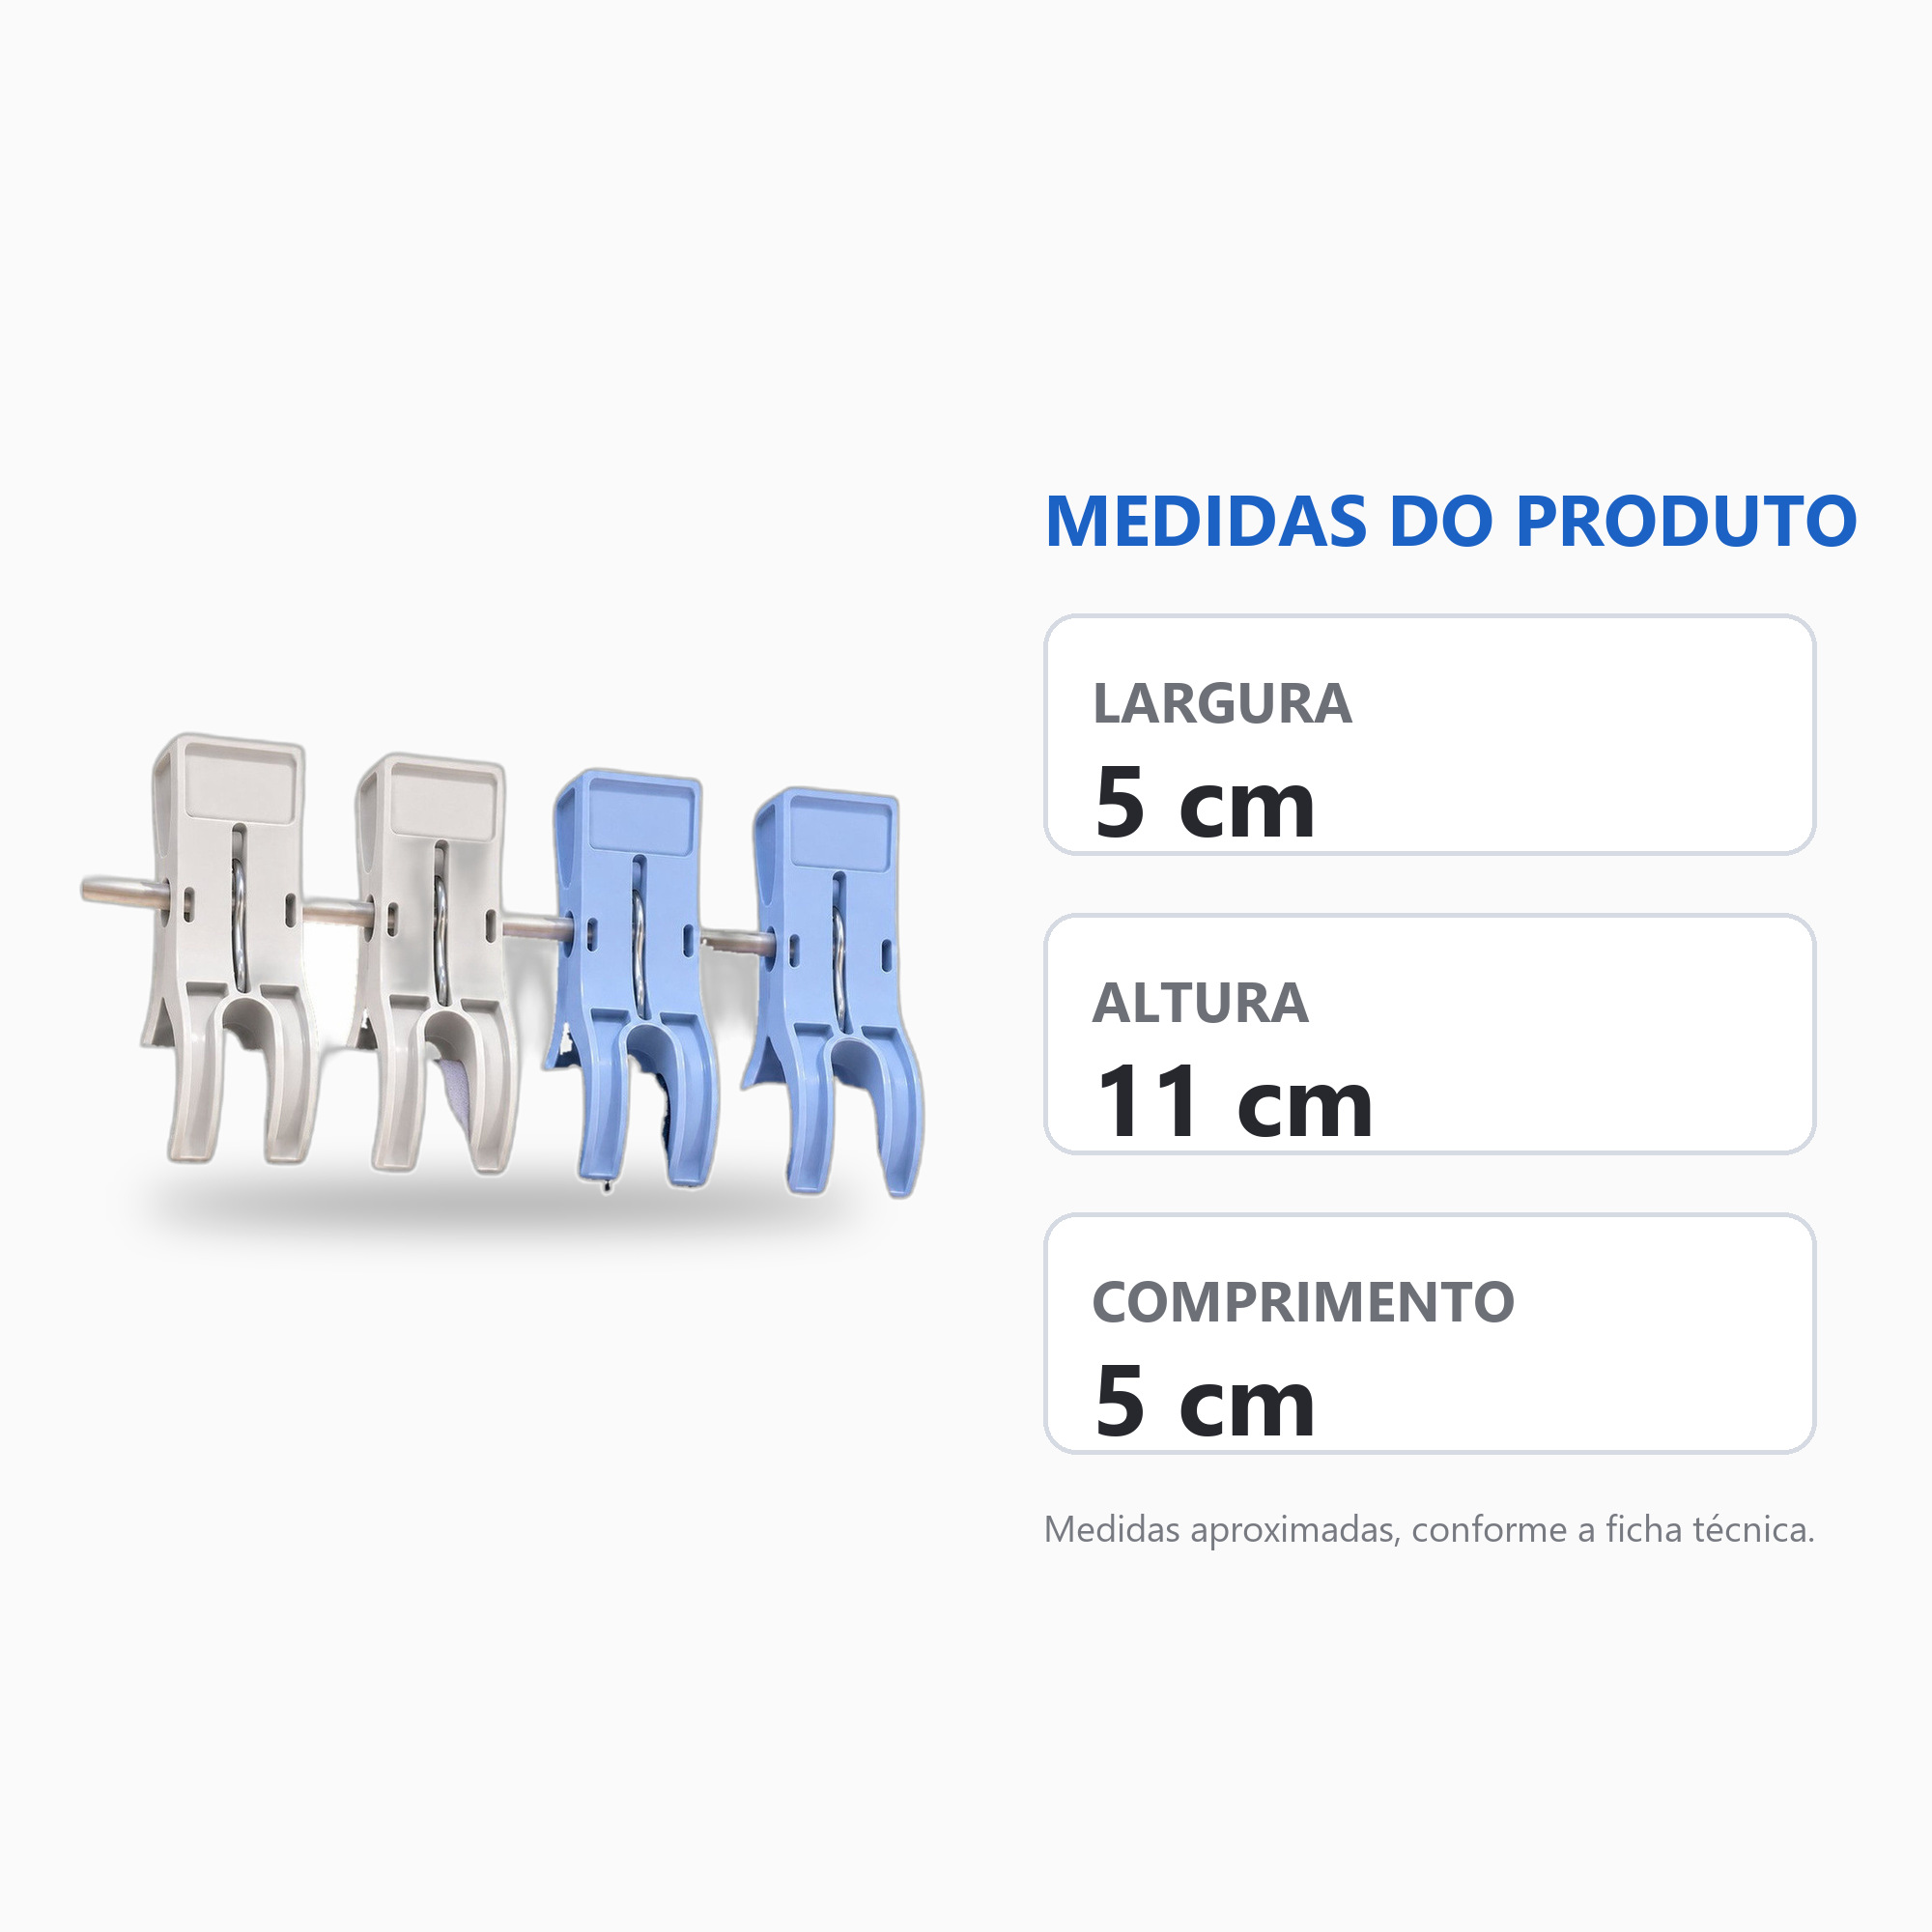 MEDIDAS DO PRODUTO
LARGURA
5 cm
ALTURA
11 cm
COMPRIMENTO
5 cm
Medidas aproximadas, conforme a ficha técnica.